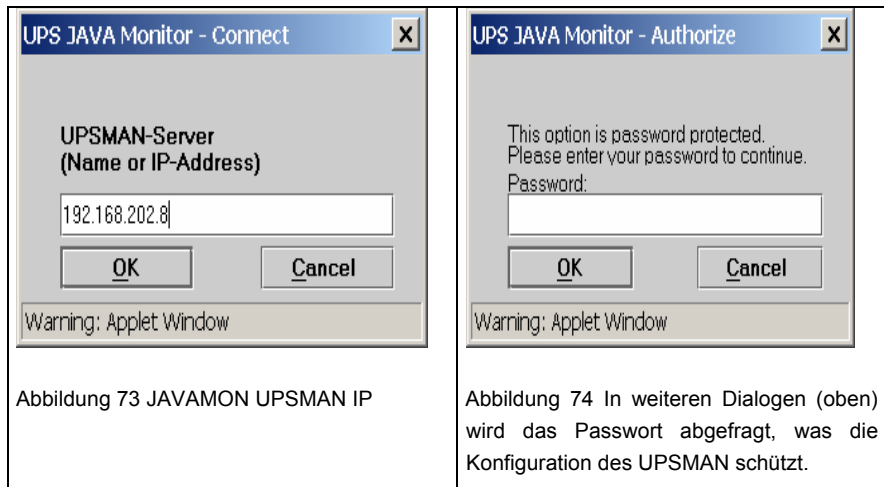 UPS JAVA Monitor - Connect
UPSMAN-Server
(Name or IP-Address)
192.168.202.8
OK
Cancel
Warning: Applet Window
Abbildung 73 JAVAMON UPSMAN IP
UPS JAVA Monitor - Authorize
This option is password protected.
Please enter your password to continue.
Password:
OK
Cancel
Warning: Applet Window
Abbildung 74 In weiteren Dialogen (oben)
wird das Passwort abgefragt, was die
Konfiguration des UPSMAN schützt.